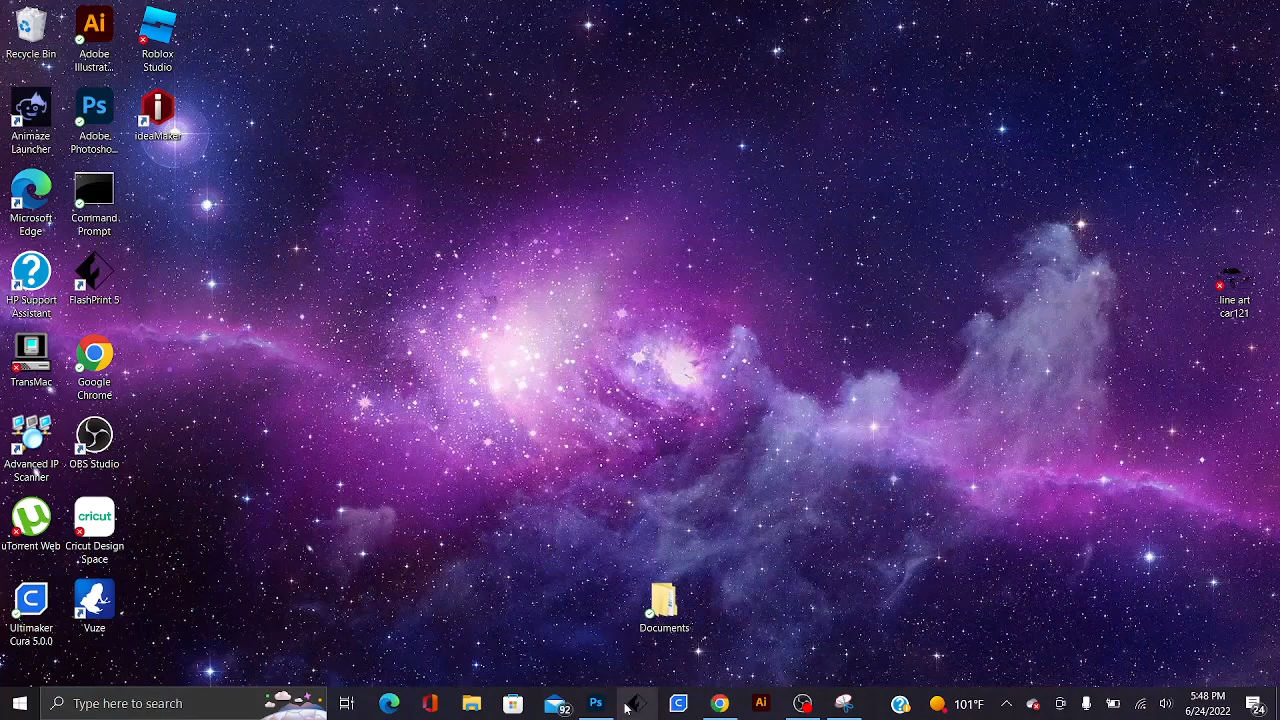 Recycle Bin
Adobe
Illustrat...
Roblox
Studio
Animaze
Launcher
Adobe
Photosho...
ideaMaker
Microsoft
Edge
Command
Prompt
HP Support
Assistant
FlashPrint 5
TransMac
Google
Chrome
Advanced IP
Scanner
OBS Studio
uTorrent Web
cricut
Cricut Design
Space
Ultimaker
Cura 5.0.0
Vuze
line art
car121
Documents
Ai
Ps
Type here to search
92
Ps
Ai
101°F
5:48 PM
6/24/2022
4